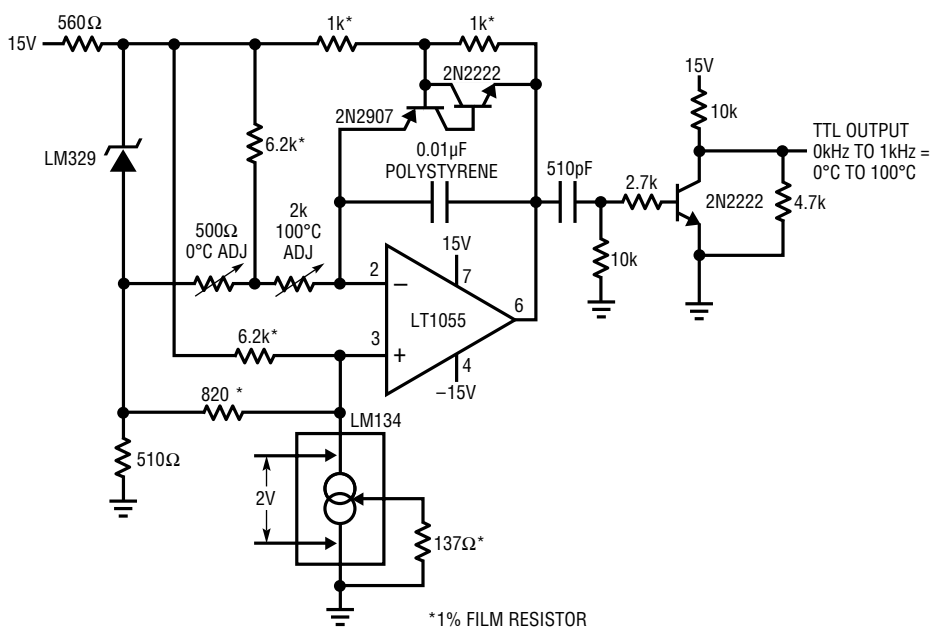 560Ω
15V
1k*
1k*
2N2222
2N2907
LM329
6.2k*
0.01µF
POLYSTYRENE
510pF
15V
10k
TTL OUTPUT
0kHz TO 1kHz =
0°C TO 100°C
2.7k
2N2222
4.7k
10k
500Ω
0°C ADJ
2k
100°C
ADJ
15V
2
–
7
LT1055
6
3
+
4
–15V
6.2k*
820 *
510Ω
LM134
2V
137Ω*
*1% FILM RESISTOR